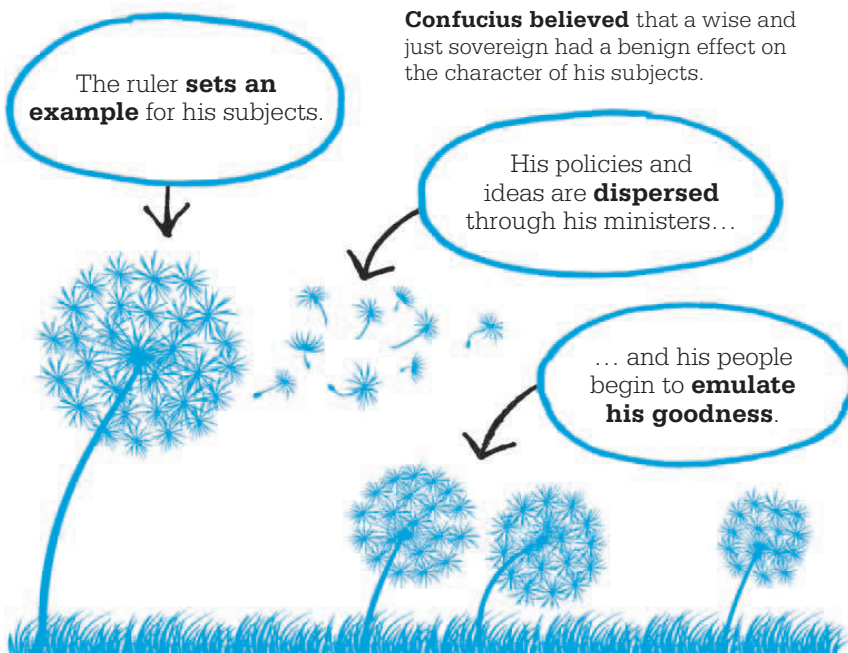 Confucius believed that a wise and
just sovereign had a benign effect on
the character of his subjects.
The ruler sets an
example for his subjects.
His policies and
ideas are dispersed
through his ministers…
… and his people
begin to emulate
his goodness.